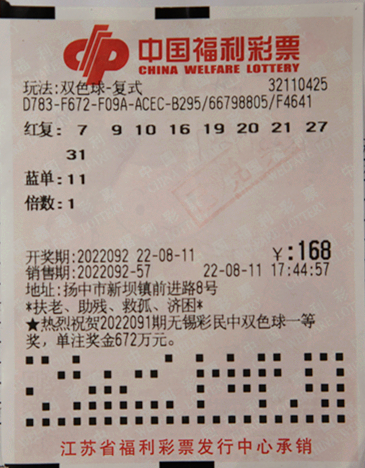 中国福利彩票
CHINA WELFARE LOTTERY
玩法:双色球-复式 32110425
D783-F672-F09A-ACEC-B295/66798805/F4641
红复: 7 9 10 16 19 20 21 27
31
蓝单:11
倍数:1
开奖期:2022092 22-08-11 ¥:168
销售期:2022092-57 22-08-11 17:44:57
地址:扬中市新坝镇前进路8号
*扶老、助残、救孤、济困*
★热烈祝贺2022091期无锡彩民中双色球一等
奖，单注奖金672万元。
江苏省福利彩票发行中心承销